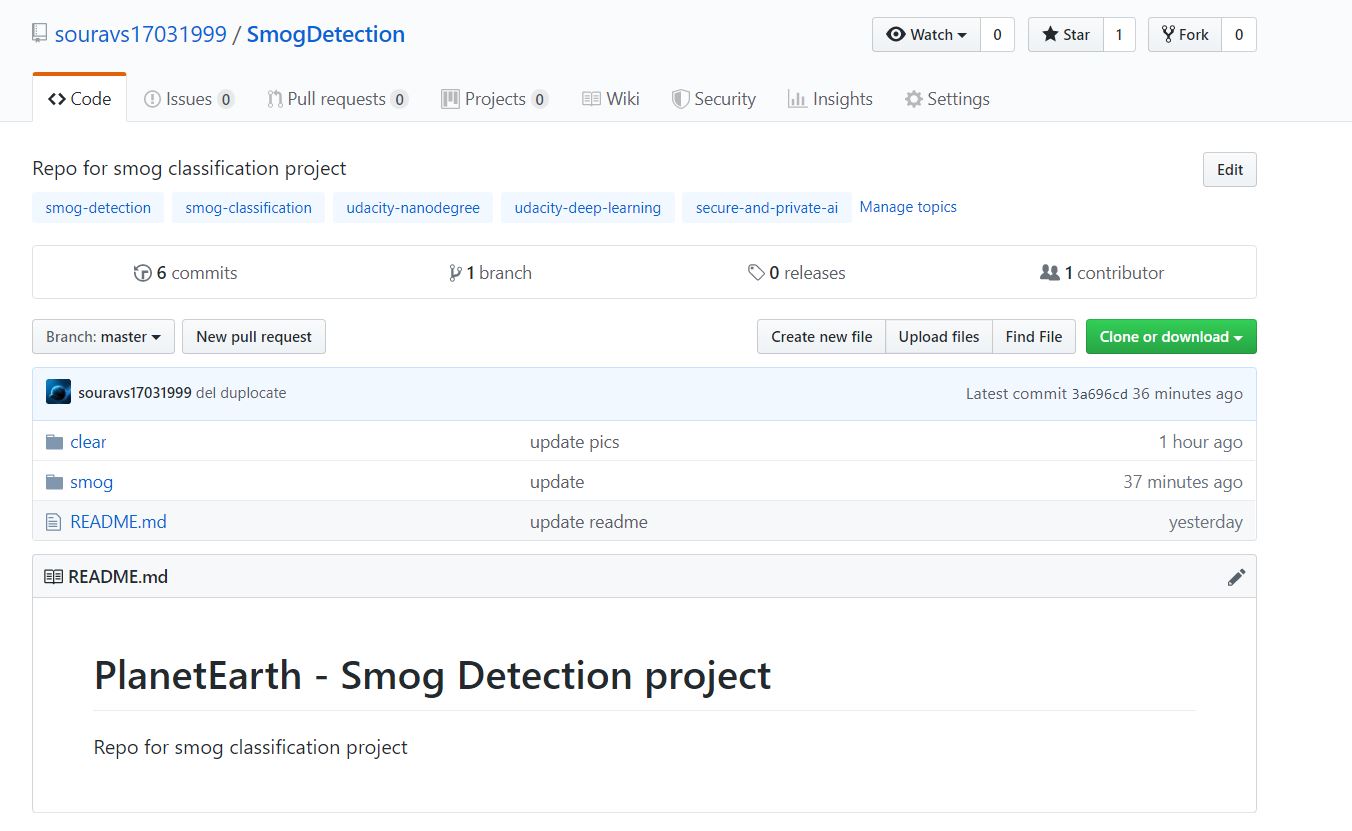 souravs17031999 / SmogDetection Watch 0 Star 1 Fork 0
Code Issues 0 Pull requests 0 Projects 0 Wiki Security Insights Settings
Repo for smog classification project Edit
smog-detection smog-classification udacity-nanodegree udacity-deep-learning secure-and-private-ai Manage topics
6 commits 1 branch 0 releases 1 contributor
Branch: master New pull request Create new file Upload files Find File Clone or download
souravs17031999 del duplocate Latest commit 3a696cd 36 minutes ago
clear update pics 1 hour ago
smog update 37 minutes ago
README.md update readme yesterday
README.md
PlanetEarth - Smog Detection project
Repo for smog classification project